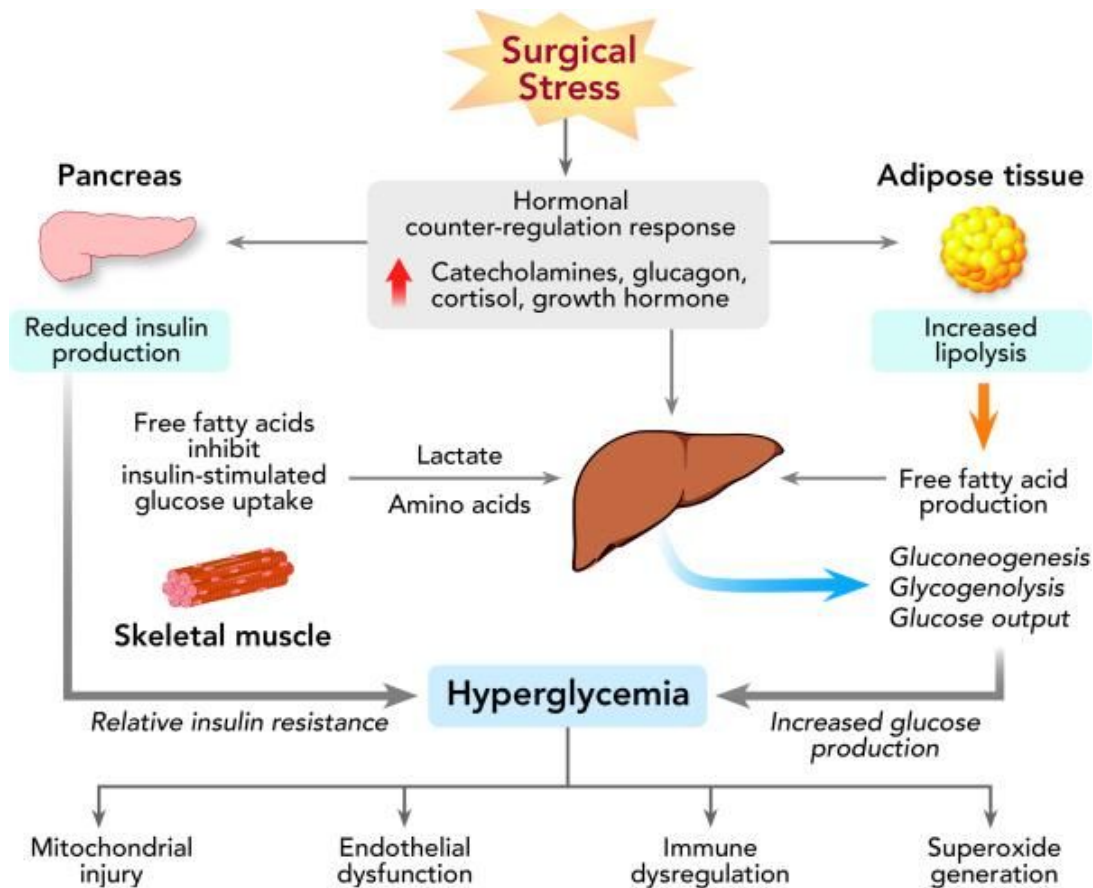 Surgical
Stress
Pancreas
Adipose tissue
Hormonal
counter-regulation response
Catecholamines, glucagon,
cortisol, growth hormone
Reduced insulin
production
Increased
lipolysis
Free fatty acids
inhibit
insulin-stimulated
glucose uptake
Lactate
Amino acids
Free fatty acid
production
Gluconeogenesis
Glycogenolysis
Glucose output
Skeletal muscle
Hyperglycemia
Relative insulin resistance
Increased glucose
production
Mitochondrial
injury
Endothelial
dysfunction
Immune
dysregulation
Superoxide
generation